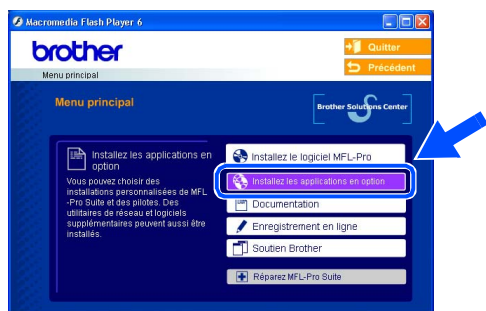 Macromedia Flash Player 6
brother
Quitter
Précédent
Menu principal
Menu principal
Brother Solutions Center
Installez les applications en
option
Vous pouvez choisir des
installations personnalisées de MFL
-Pro Suite et des pilotes. Des
utilitaires de réseau et logiciels
supplémentaires peuvent aussi être
installés.
Installez le logiciel MFL-Pro
Installez les applications en option
Documentation
Enregistrement en ligne
Soutien Brother
Réparez MFL-Pro Suite